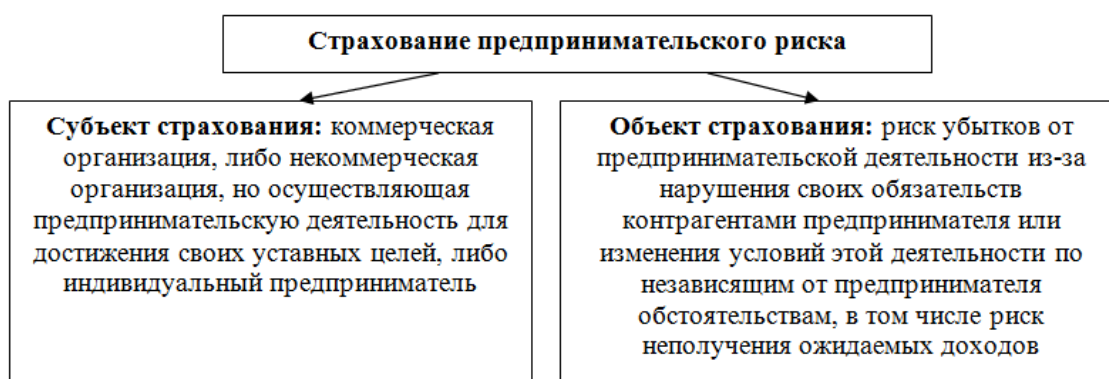 Страхование предпринимательского риска
Субъект страхования: коммерческая
организация, либо некоммерческая
организация, но осуществляющая
предпринимательскую деятельность для
достижения своих уставных целей, либо
индивидуальный предприниматель
Объект страхования: риск убытков от
предпринимательской деятельности из-за
нарушения своих обязательств
контрагентами предпринимателя или
изменения условий этой деятельности по
независящим от предпринимателя
обстоятельствам, в том числе риск
неполучения ожидаемых доходов